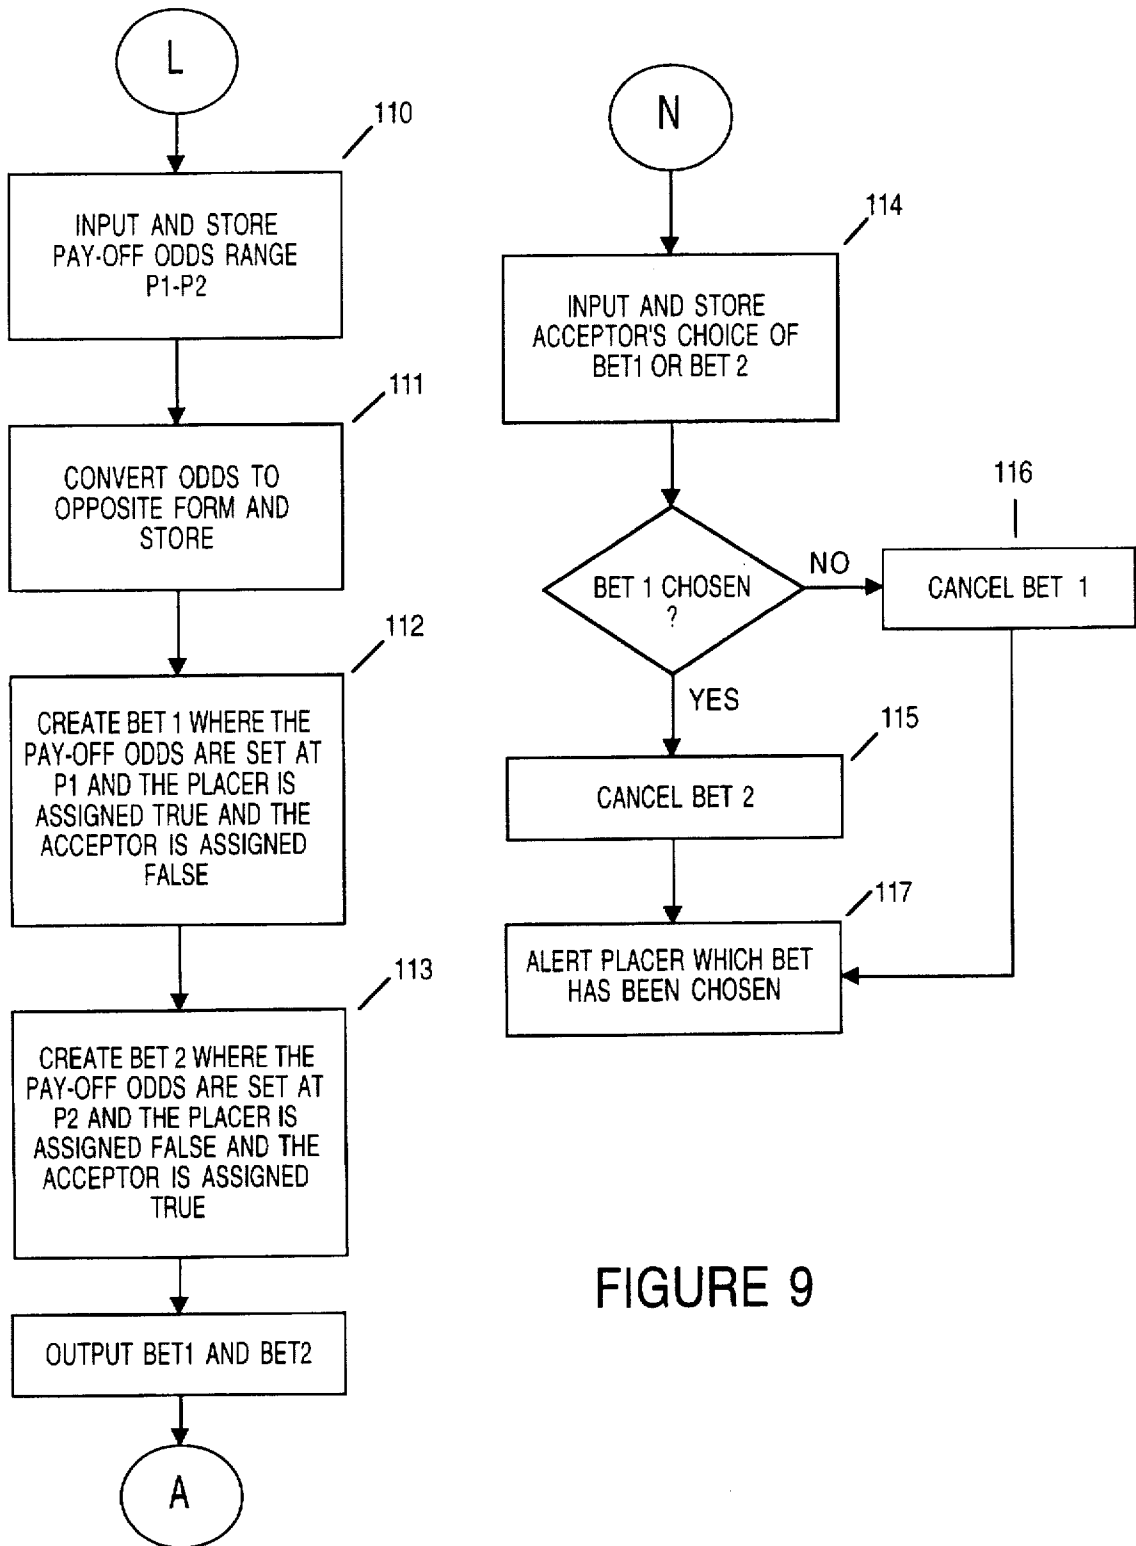 L
110
INPUT AND STORE
PAY-OFF ODDS RANGE
P1-P2
111
CONVERT ODDS TO
OPPOSITE FORM AND
STORE
112
CREATE BET 1 WHERE THE
PAY-OFF ODDS ARE SET AT
P1 AND THE PLACER IS
ASSIGNED TRUE AND THE
ACCEPTOR IS ASSIGNED
FALSE
113
CREATE BET 2 WHERE THE
PAY-OFF ODDS ARE SET AT
P2 AND THE PLACER IS
ASSIGNED FALSE AND THE
ACCEPTOR IS ASSIGNED
TRUE
OUTPUT BET1 AND BET2
A
N
114
INPUT AND STORE
ACCEPTOR'S CHOICE OF
BET1 OR BET 2
BET 1 CHOSEN
?
NO
116
CANCEL BET 1
YES
115
CANCEL BET 2
117
ALERT PLACER WHICH BET
HAS BEEN CHOSEN
FIGURE 9